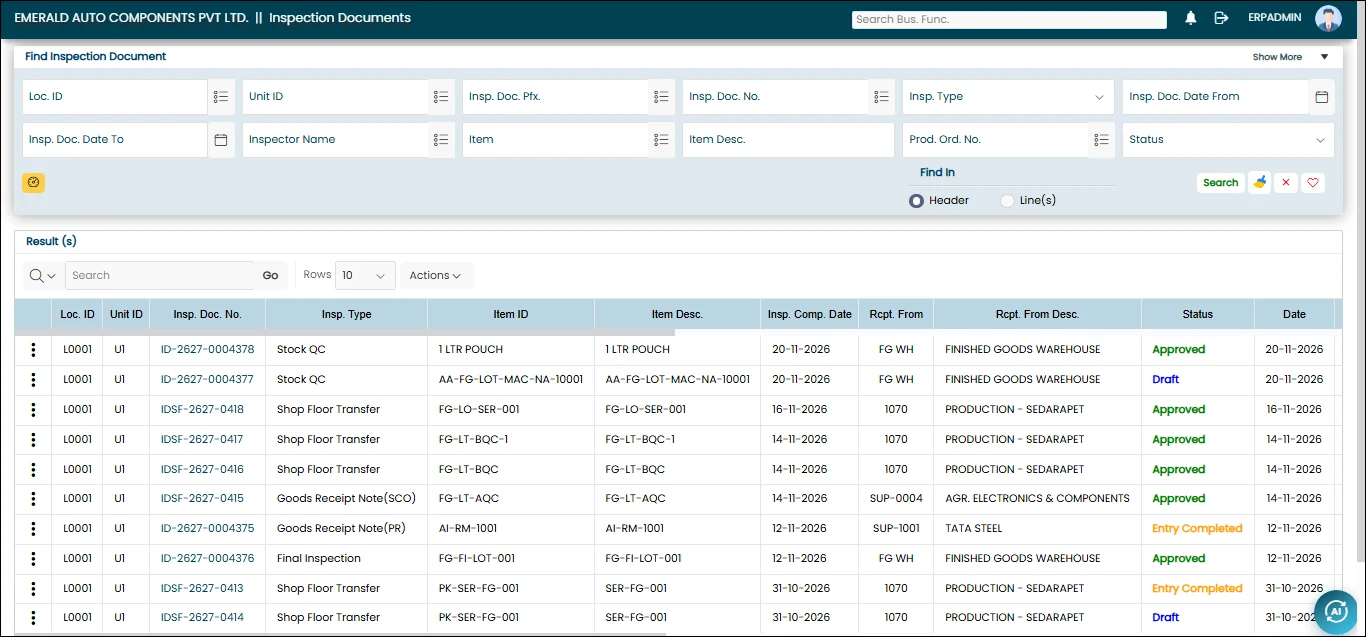 EMERALD AUTO COMPONENTS PVT LTD. || Inspection Documents Search Bus. Func. ERPADMIN
Find Inspection Document Show More
Loc. ID Unit ID Insp. Doc. Pfx. Insp. Doc. No. Insp. Type Insp. Doc. Date From
Insp. Doc. Date To Inspector Name Item Item Desc. Prod. Ord. No. Status
Find In
Search
Header Line(s)
Result (s)
Search Go Rows 10 Actions
Loc. ID Unit ID Insp. Doc. No. Insp. Type Item ID Item Desc. Insp. Comp. Date Rcpt. From Rcpt. From Desc. Status Date
L0001 U1 ID-2627-0004378 Stock QC 1 LTR POUCH 1 LTR POUCH 20-11-2026 FG WH FINISHED GOODS WAREHOUSE Approved 20-11-2026
L0001 U1 ID-2627-0004377 Stock QC AA-FG-LOT-MAC-NA-10001 AA-FG-LOT-MAC-NA-10001 20-11-2026 FG WH FINISHED GOODS WAREHOUSE Draft 20-11-2026
L0001 U1 IDSF-2627-0418 Shop Floor Transfer FG-LO-SER-001 FG-LO-SER-001 16-11-2026 1070 PRODUCTION - SEDARAPET Approved 16-11-2026
L0001 U1 IDSF-2627-0417 Shop Floor Transfer FG-LT-BQC-1 FG-LT-BQC-1 14-11-2026 1070 PRODUCTION - SEDARAPET Approved 14-11-2026
L0001 U1 IDSF-2627-0416 Shop Floor Transfer FG-LT-BQC FG-LT-BQC 14-11-2026 1070 PRODUCTION - SEDARAPET Approved 14-11-2026
L0001 U1 IDSF-2627-0415 Goods Receipt Note(SCO) FG-LT-AQC FG-LT-AQC 14-11-2026 SUP-0004 AGR. ELECTRONICS & COMPONENTS Approved 14-11-2026
L0001 U1 ID-2627-0004375 Goods Receipt Note(PR) AI-RM-1001 AI-RM-1001 12-11-2026 SUP-1001 TATA STEEL Entry Completed 12-11-2026
L0001 U1 ID-2627-0004376 Final Inspection FG-FI-LOT-001 FG-FI-LOT-001 12-11-2026 FG WH FINISHED GOODS WAREHOUSE Approved 12-11-2026
L0001 U1 IDSF-2627-0413 Shop Floor Transfer PK-SER-FG-001 SER-FG-001 31-10-2026 1070 PRODUCTION - SEDARAPET Entry Completed 31-10-2026
L0001 U1 IDSF-2627-0414 Shop Floor Transfer PK-SER-FG-001 SER-FG-001 31-10-2026 1070 PRODUCTION - SEDARAPET Draft 31-10-202
AI